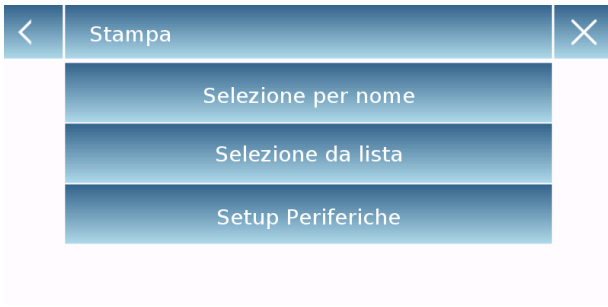 Stampa
Selezione per nome
Selezione da lista
Setup Periferiche